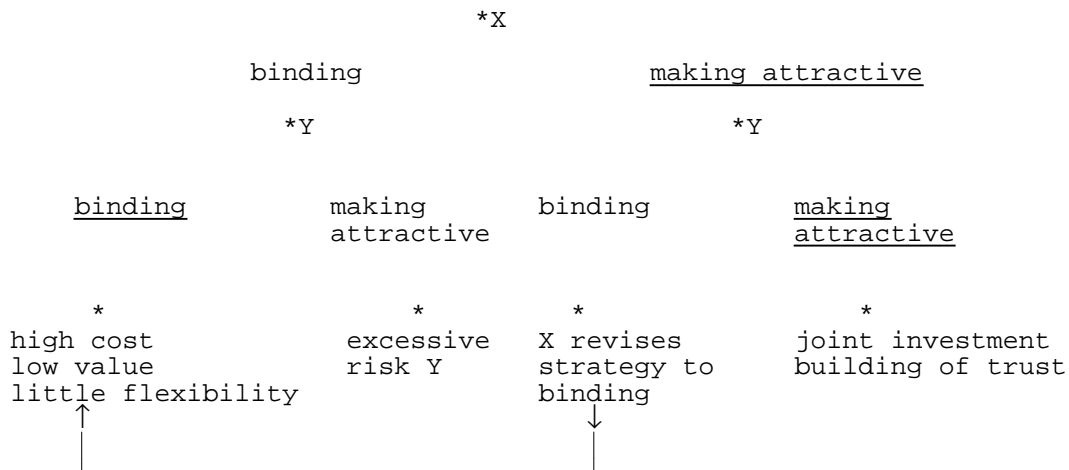 *X
binding making attractive
*Y *Y
binding making binding making
attractive attractive
* * * *
high cost excessive X revises joint investment
low value risk Y strategy to building of trust
little flexibility binding
↑ ↓
| |